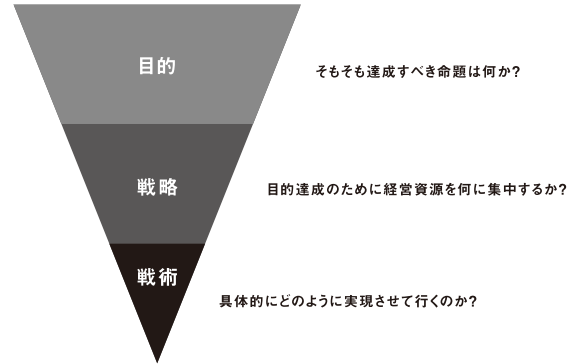 目的
そもそも達成すべき命題は何か?
戦略
目的達成のために経営資源を何に集中するか?
戦術
具体的にどのように実現させて行くのか?